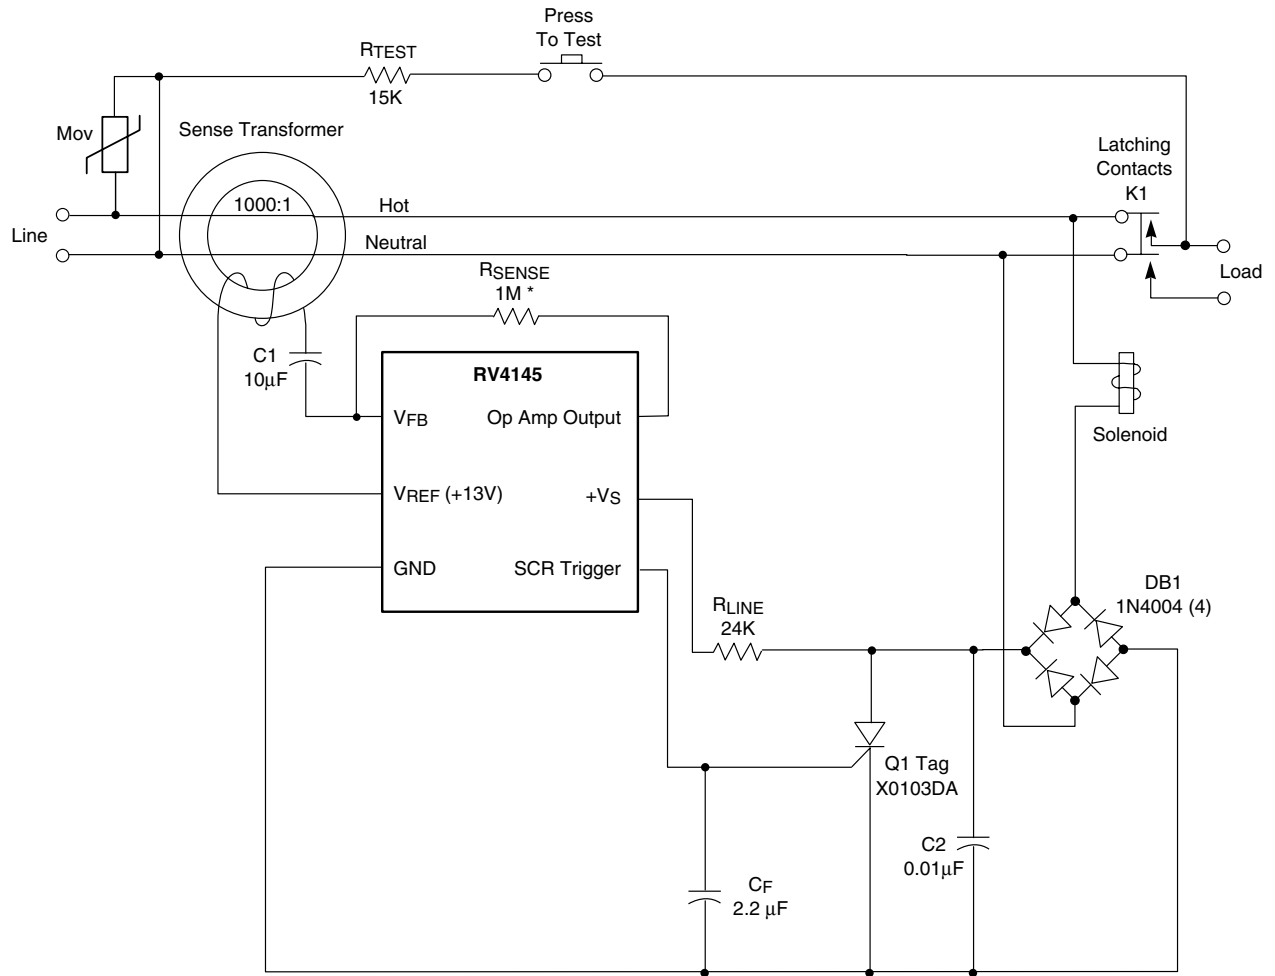 Press
To Test
RTEST
15K
Mov
Sense Transformer
Latching
Contacts
K1
1000:1
Hot
Line
Neutral
Load
RSENSE
1M *
C1
10µF
RV4145
VFB
Op Amp Output
Solenoid
VREF (+13V)
+VS
GND
SCR Trigger
DB1
1N4004 (4)
RLINE
24K
Q1 Tag
X0103DA
C2
0.01µF
CF
2.2 µF